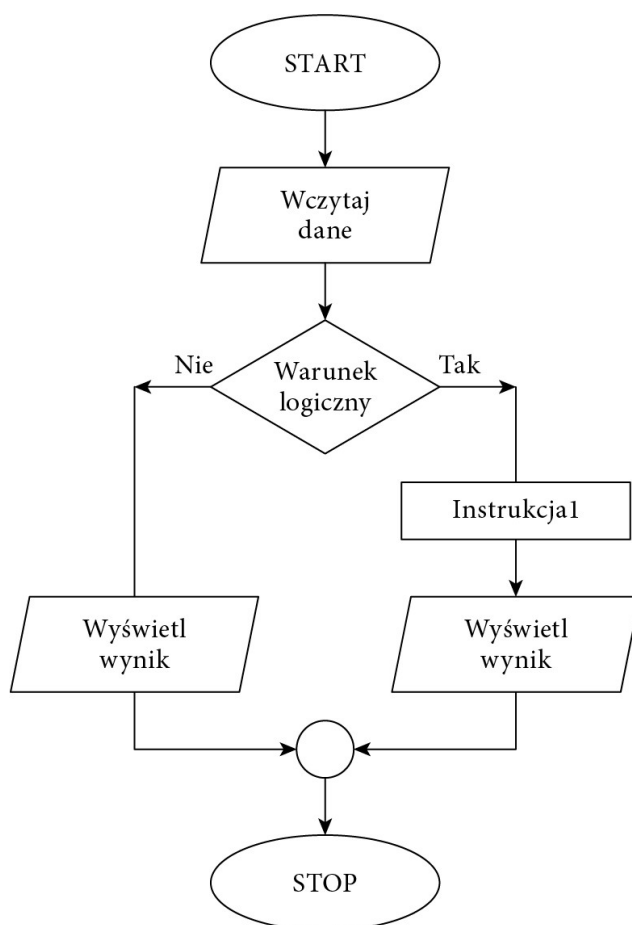 START
Wczytaj
dane
Nie
Warunek
logiczny
Tak
Instrukcja1
Wyświetl
wynik
Wyświetl
wynik
STOP